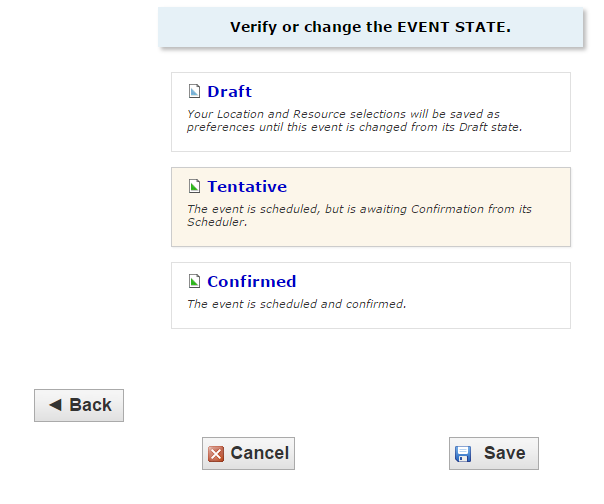 Verify or change the EVENT STATE.
Draft
Your Location and Resource selections will be saved as
preferences until this event is changed from its Draft state.
Tentative
The event is scheduled, but is awaiting Confirmation from its
Scheduler.
Confirmed
The event is scheduled and confirmed.
Back
Cancel
Save